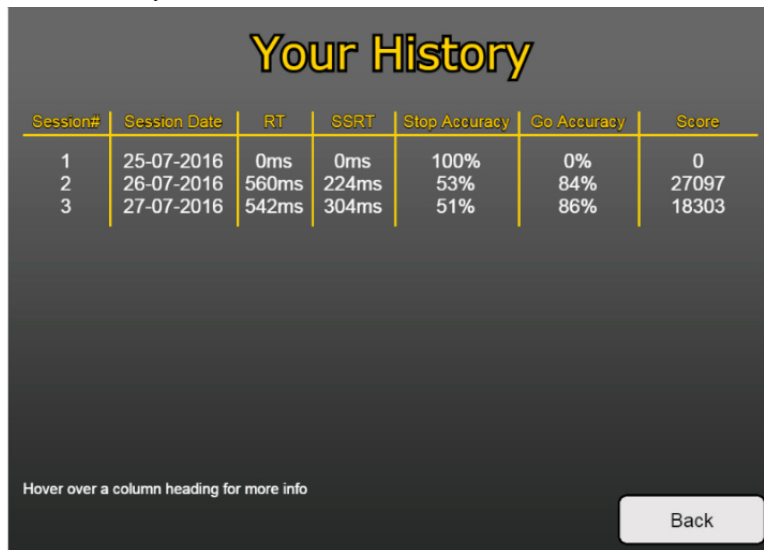 Your History
Session# Session Date RT SSRT Stop Accuracy Go Accuracy Score
1 25-07-2016 0ms 0ms 100% 0% 0
2 26-07-2016 560ms 224ms 53% 84% 27097
3 27-07-2016 542ms 304ms 51% 86% 18303
Hover over a column heading for more info
Back